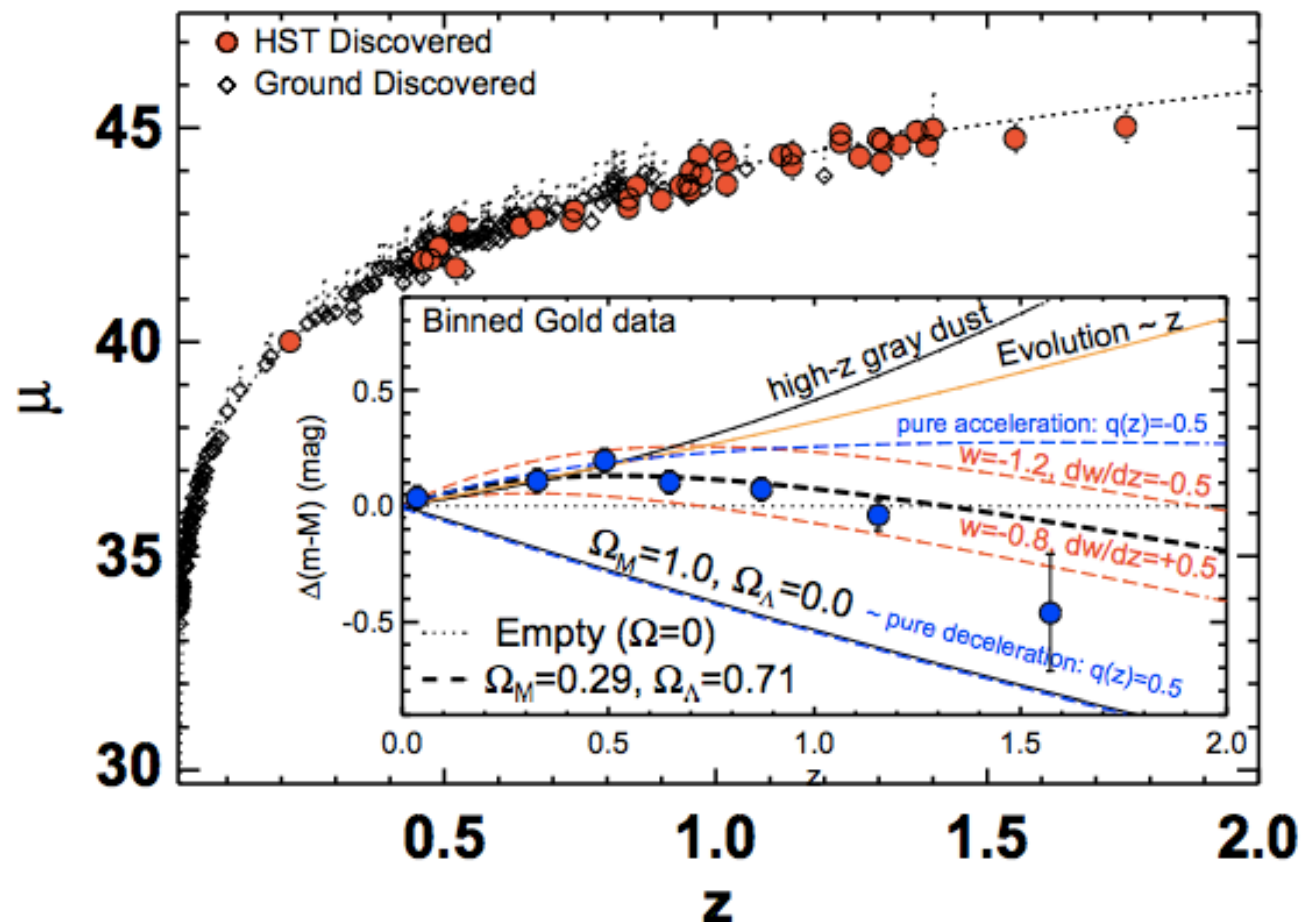 HST Discovered
Ground Discovered
45
40
35
30
μ
0.5
1.0
1.5
2.0
z
Binned Gold data
high-z gray dust
Evolution ~ z
pure acceleration: q(z)=-0.5
w=-1.2, dw/dz=-0.5
w=-0.8, dw/dz=+0.5
Ω_M=1.0, Ω_Λ=0.0
~ pure deceleration: q(z)=0.5
Empty (Ω=0)
Ω_M=0.29, Ω_Λ=0.71
Δ(m-M) (mag)
0.5
0.0
-0.5
0.0
0.5
1.0
1.5
2.0
z